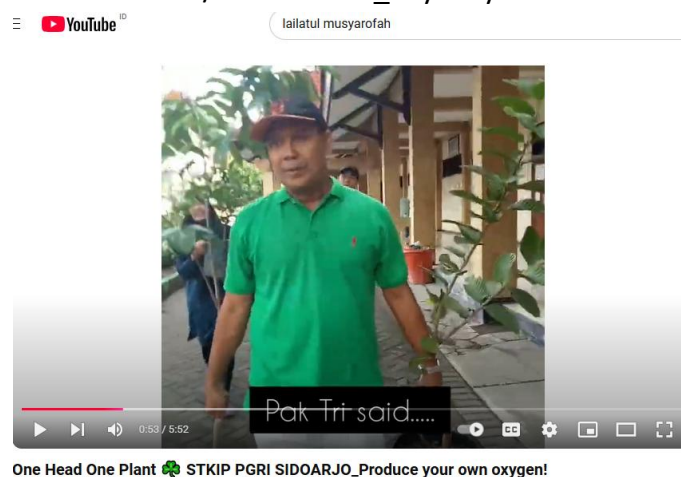 YouTube ID
lailatul musyarofah
Pak Tri said.....
0:53 / 5:52
CC
One Head One Plant ☘ STKIP PGRI SIDOARJO_Produce your own oxygen!